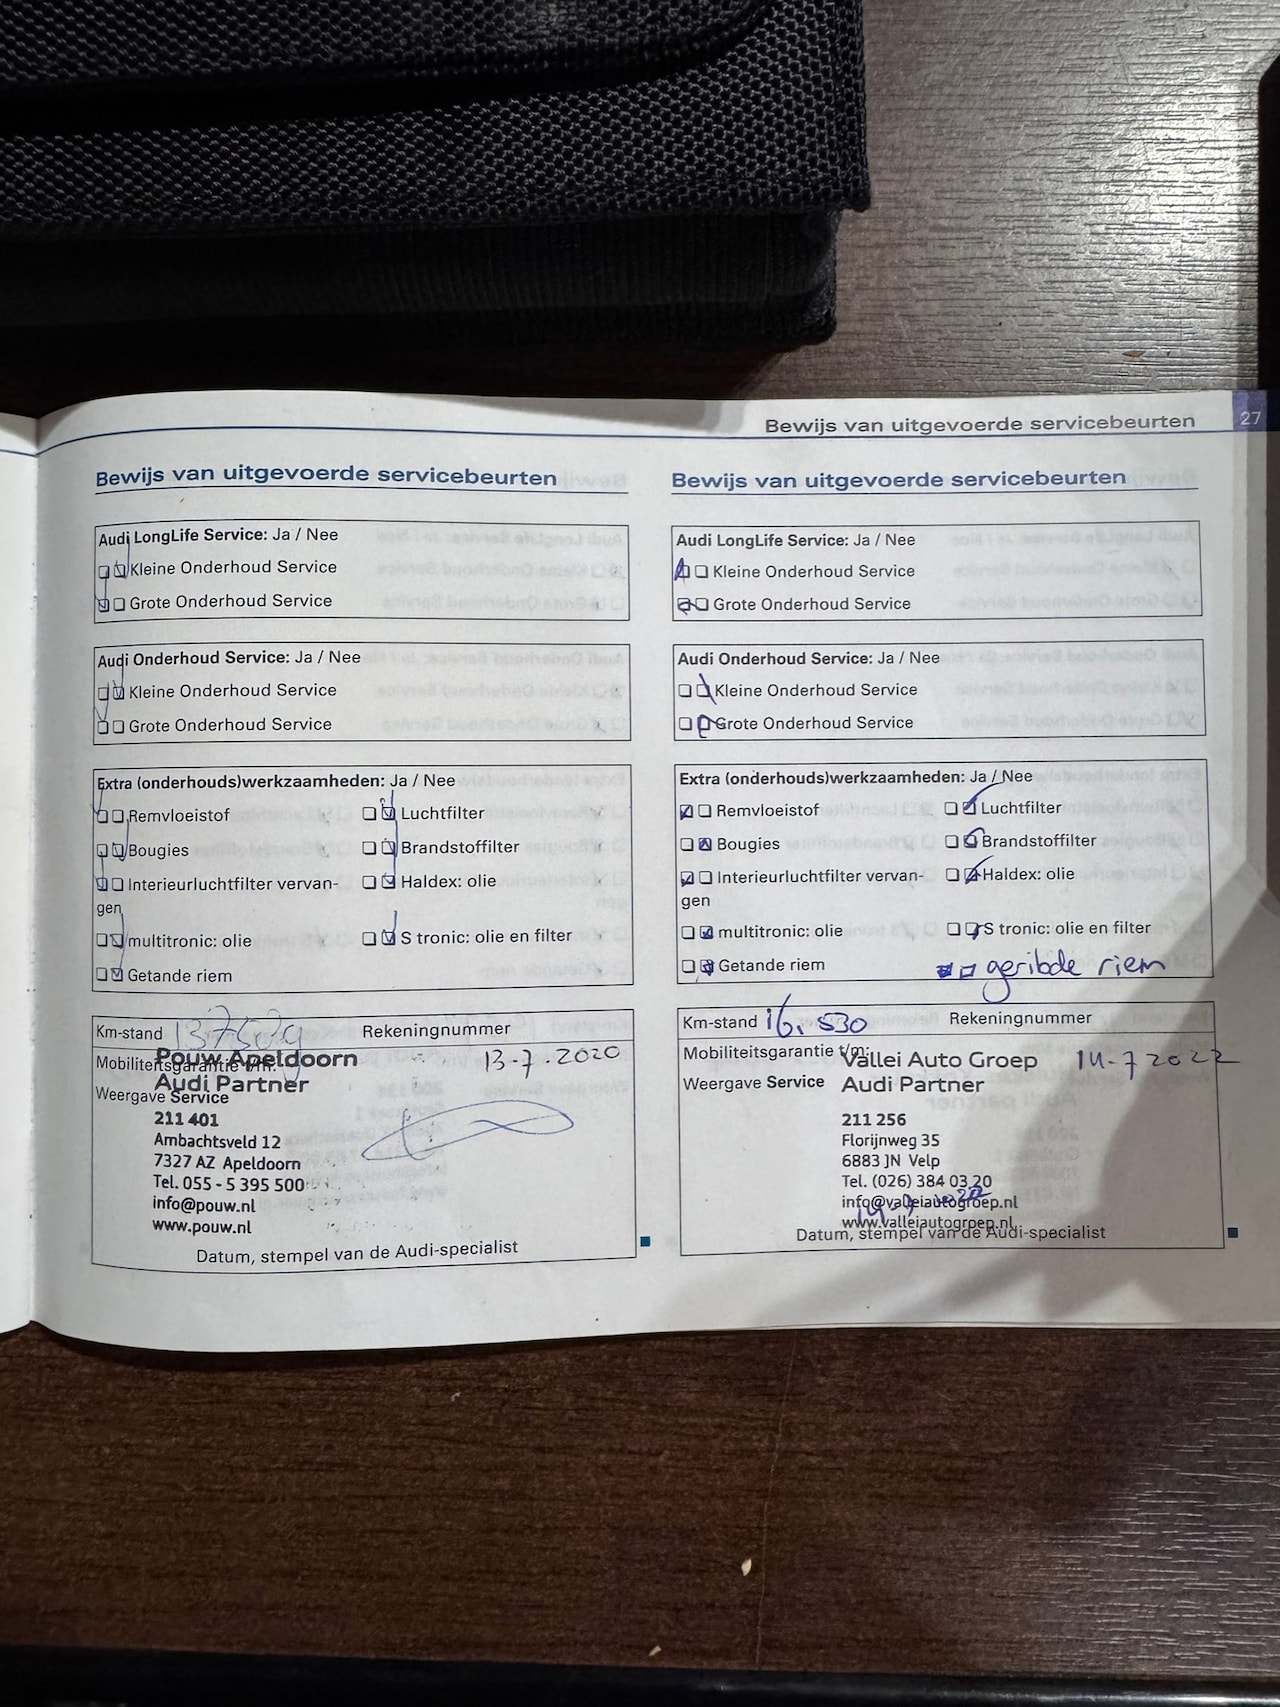 Bewijs van uitgevoerde servicebeurten 27
Bewijs van uitgevoerde servicebeurten
Audi LongLife Service: Ja / Nee
Kleine Onderhoud Service
Grote Onderhoud Service
Audi Onderhoud Service: Ja / Nee
Kleine Onderhoud Service
Grote Onderhoud Service
Extra (onderhouds)werkzaamheden: Ja / Nee
Remvloeistof Luchtfilter
Bougies Brandstoffilter
Interieurluchtfilter vervan- Haldex: olie
gen
multitronic: olie S tronic: olie en filter
Getande riem
Km-stand Rekeningnummer
Mobiliteitsgarantie t/m:
Pouw Apeldoorn 13-7-2020
Audi Partner
Weergave Service
211 401
Ambachtsveld 12
7327 AZ Apeldoorn
Tel. 055 - 5 395 500
info@pouw.nl
www.pouw.nl
Datum, stempel van de Audi-specialist
Bewijs van uitgevoerde servicebeurten
Audi LongLife Service: Ja / Nee
Kleine Onderhoud Service
Grote Onderhoud Service
Audi Onderhoud Service: Ja / Nee
Kleine Onderhoud Service
Grote Onderhoud Service
Extra (onderhouds)werkzaamheden: Ja / Nee
Remvloeistof Luchtfilter
Bougies Brandstoffilter
Interieurluchtfilter vervan- Haldex: olie
gen
multitronic: olie S tronic: olie en filter
Getande riem geribde riem
Km-stand Rekeningnummer
Mobiliteitsgarantie t/m: Vallei Auto Groep 14-7 2022
Weergave Service Audi Partner
211 256
Florijnweg 35
6883 JN Velp
Tel. (026) 384 03 20
info@valleiautogroep.nl
www.valleiautogroep.nl
Datum, stempel van de Audi-specialist